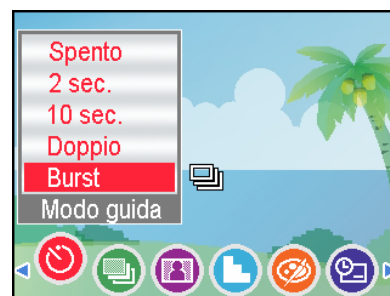 Spento
2 sec.
10 sec.
Doppio
Burst
Modo guida